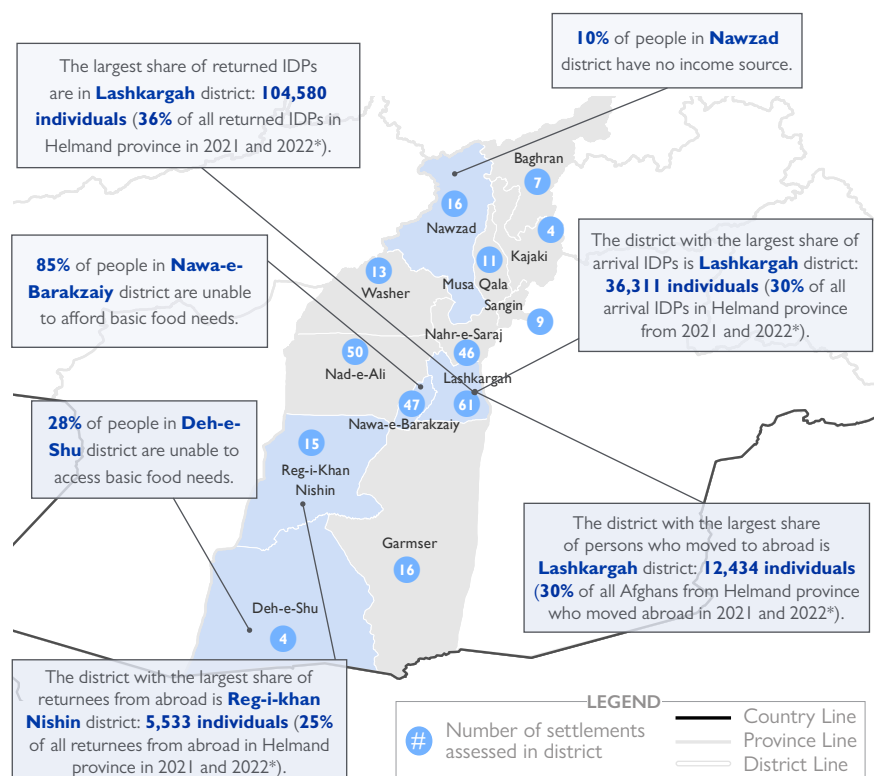 The largest share of returned IDPs
are in Lashkargah district: 104,580
individuals (36% of all returned IDPs in
Helmand province in 2021 and 2022*).
10% of people in Nawzad
district have no income source.
85% of people in Nawa-e-
Barakzaiy district are unable
to afford basic food needs.
The district with the largest share of
arrival IDPs is Lashkargah district:
36,311 individuals (30% of all
arrival IDPs in Helmand province
from 2021 and 2022*).
28% of people in Deh-e-
Shu district are unable to
access basic food needs.
The district with the largest share
of persons who moved to abroad is
Lashkargah district: 12,434 individuals
(30% of all Afghans from Helmand province
who moved abroad in 2021 and 2022*).
The district with the largest share of
returnees from abroad is Reg-i-khan
Nishin district: 5,533 individuals (25%
of all returnees from abroad in Helmand
province in 2021 and 2022*).
Baghran
7
16
Nawzad
4
Kajaki
11
Musa Qala
13
Washer
Sangin
9
Nahr-e-Saraj
46
50
Nad-e-Ali
Lashkargah
61
47
Nawa-e-Barakzaiy
15
Reg-i-Khan
Nishin
Garmser
16
Deh-e-Shu
4
LEGEND
# Number of settlements
assessed in district
Country Line
Province Line
District Line